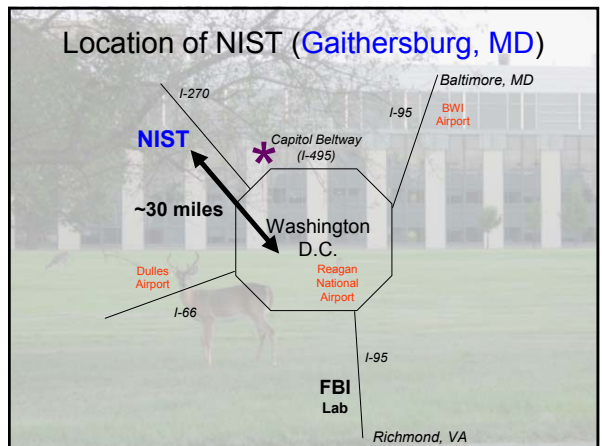 Location of NIST (Gaithersburg, MD)
Baltimore, MD
I-270
I-95
BWI
Airport
NIST
*
Capitol Beltway
(I-495)
~30 miles
Washington
D.C.
Dulles
Airport
Reagan
National
Airport
I-66
I-95
FBI
Lab
Richmond, VA